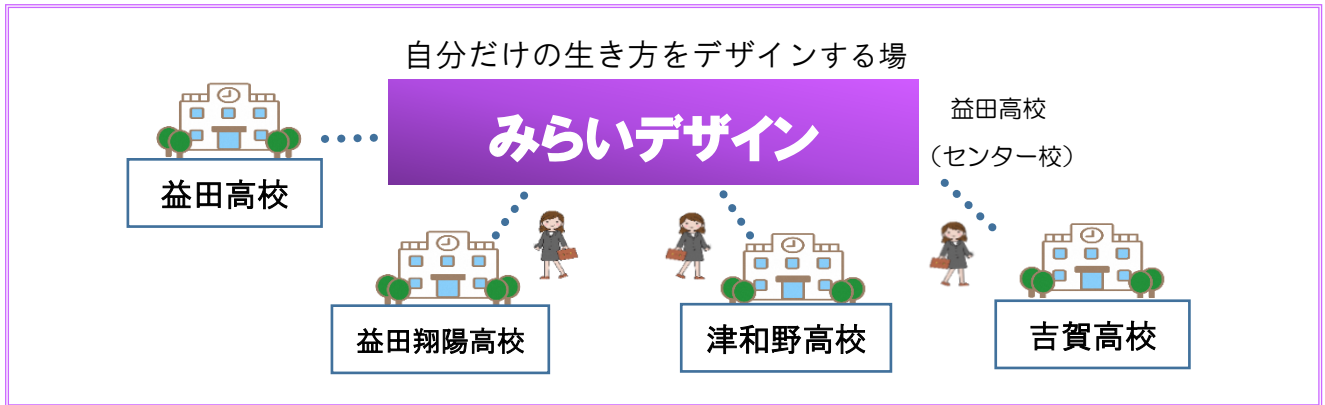 自分だけの生き方をデザインする場
みらいデザイン
益田高校
（センター校）
益田高校
益田翔陽高校
津和野高校
吉賀高校